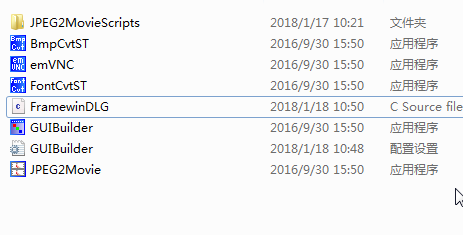 JPEG2MovieScripts 2018/1/17 10:21 文件夹
BmpCvtST 2016/9/30 15:50 应用程序
emVNC 2016/9/30 15:50 应用程序
FontCvtST 2016/9/30 15:50 应用程序
FramewinDLG 2018/1/18 10:50 C Source file
GUIBuilder 2016/9/30 15:50 应用程序
GUIBuilder 2018/1/18 10:48 配置设置
JPEG2Movie 2016/9/30 15:50 应用程序